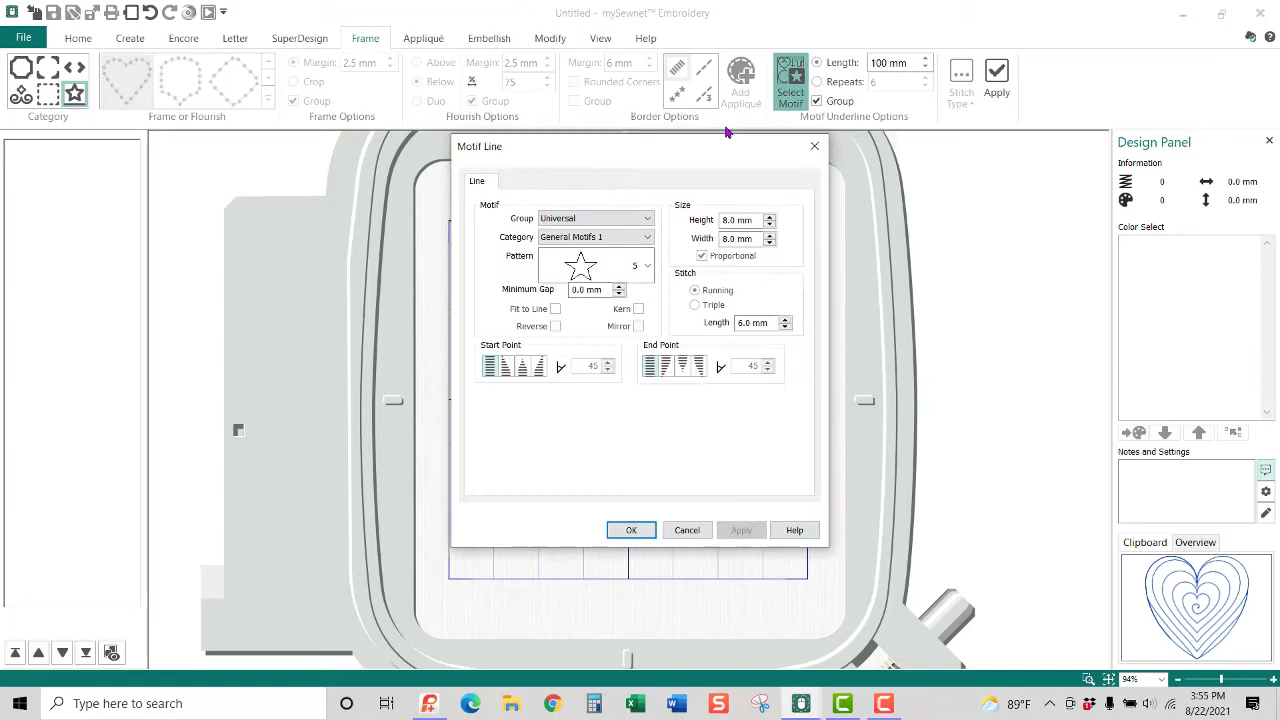 Untitled - mySewnet™ Embroidery
File Home Create Encore Letter SuperDesign Frame Appliqué Embellish Modify View Help
Category
Frame or Flourish
Margin: 2.5 mm
Crop
Group
Frame Options
Above Margin: 2.5 mm
Below 75
Duo Group
Flourish Options
Margin: 6 mm
Rounded Corners
Group
Border Options
Add
Appliqué
Select
Motif
Length: 100 mm
Repeats: 6
Group
Motif Underline Options
Stitch
Type
Apply
Motif Line
Line
Motif
Group Universal
Category General Motifs 1
Pattern 5
Minimum Gap 0.0 mm
Fit to Line Kern
Reverse Mirror
Size
Height 8.0 mm
Width 8.0 mm
Proportional
Stitch
Running
Triple
Length 6.0 mm
Start Point
45
End Point
45
OK Cancel Apply Help
Design Panel
Information
0 0.0 mm
0 0.0 mm
Color Select
Notes and Settings
Clipboard Overview
94%
Type here to search
89°F
3:55 PM
8/22/2021